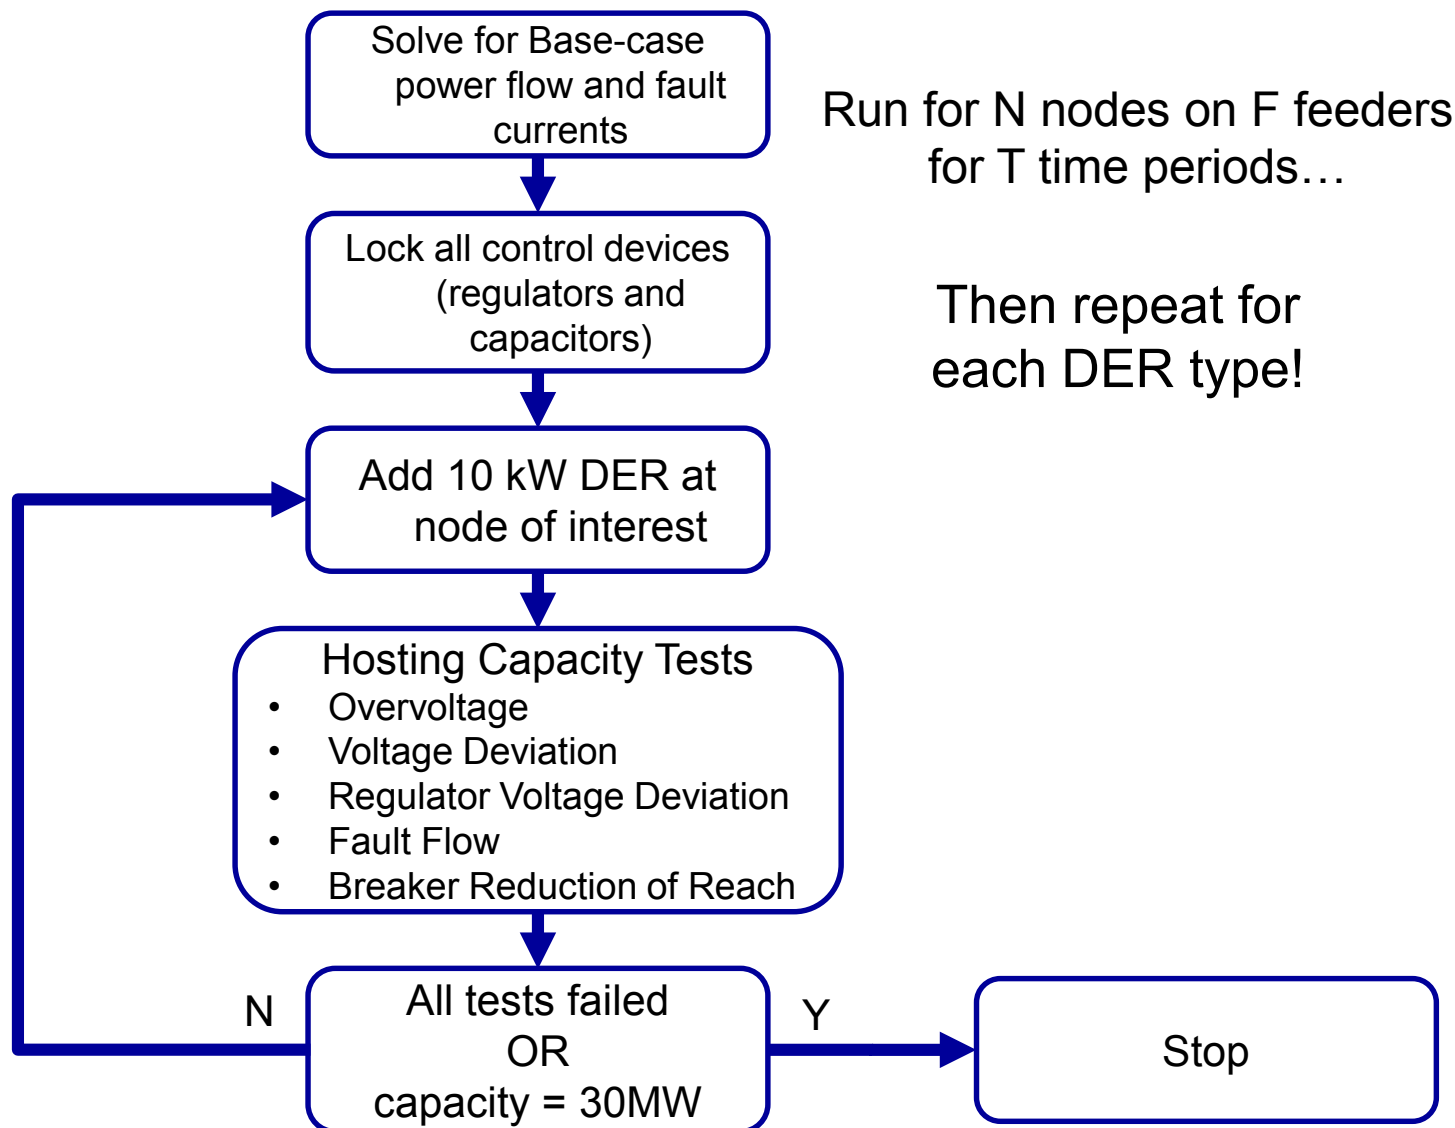 Solve for Base-case
power flow and fault
currents
Run for N nodes on F feeders
for T time periods…
Lock all control devices
(regulators and
capacitors)
Then repeat for
each DER type!
Add 10 kW DER at
node of interest
Hosting Capacity Tests
• Overvoltage
• Voltage Deviation
• Regulator Voltage Deviation
• Fault Flow
• Breaker Reduction of Reach
N
All tests failed
OR
capacity = 30MW
Y
Stop